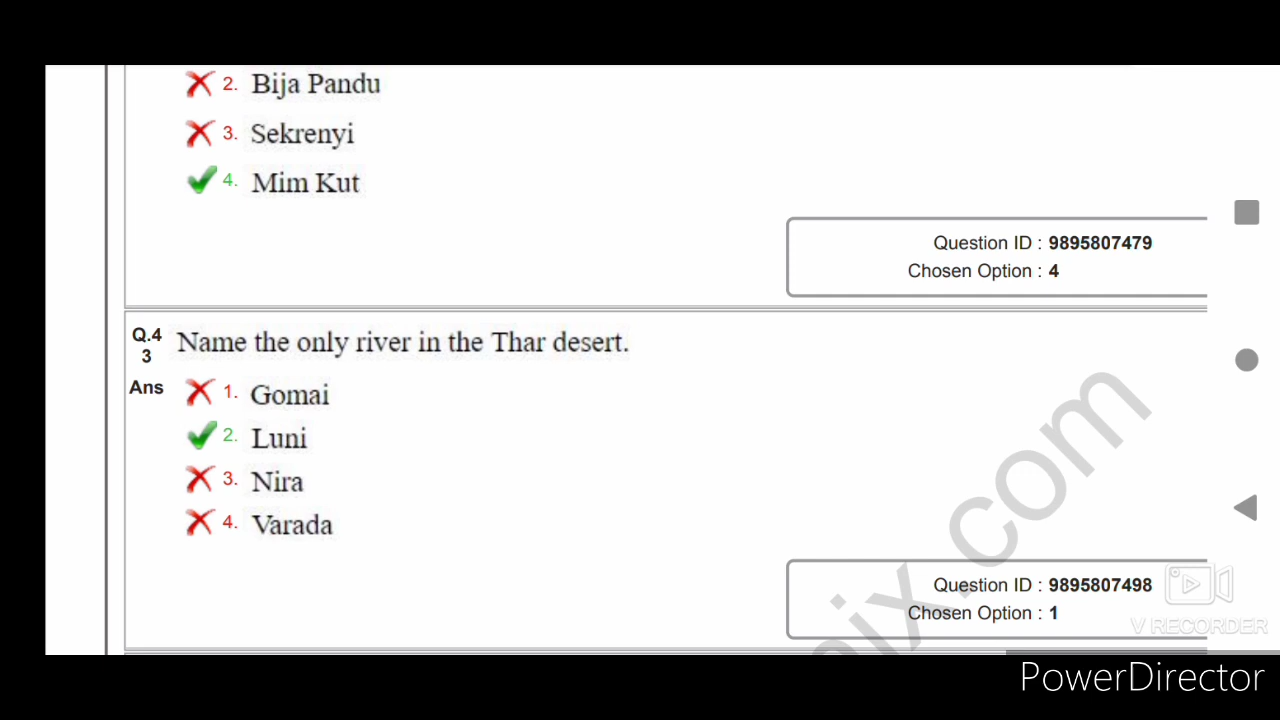 2. Bija Pandu
3. Sekrenyi
4. Mim Kut
Question ID : 9895807479
Chosen Option : 4
Q.4
3
Name the only river in the Thar desert.
Ans
1. Gomai
2. Luni
3. Nira
4. Varada
Question ID : 9895807498
Chosen Option : 1
ix.com
V RECORDER
PowerDirector